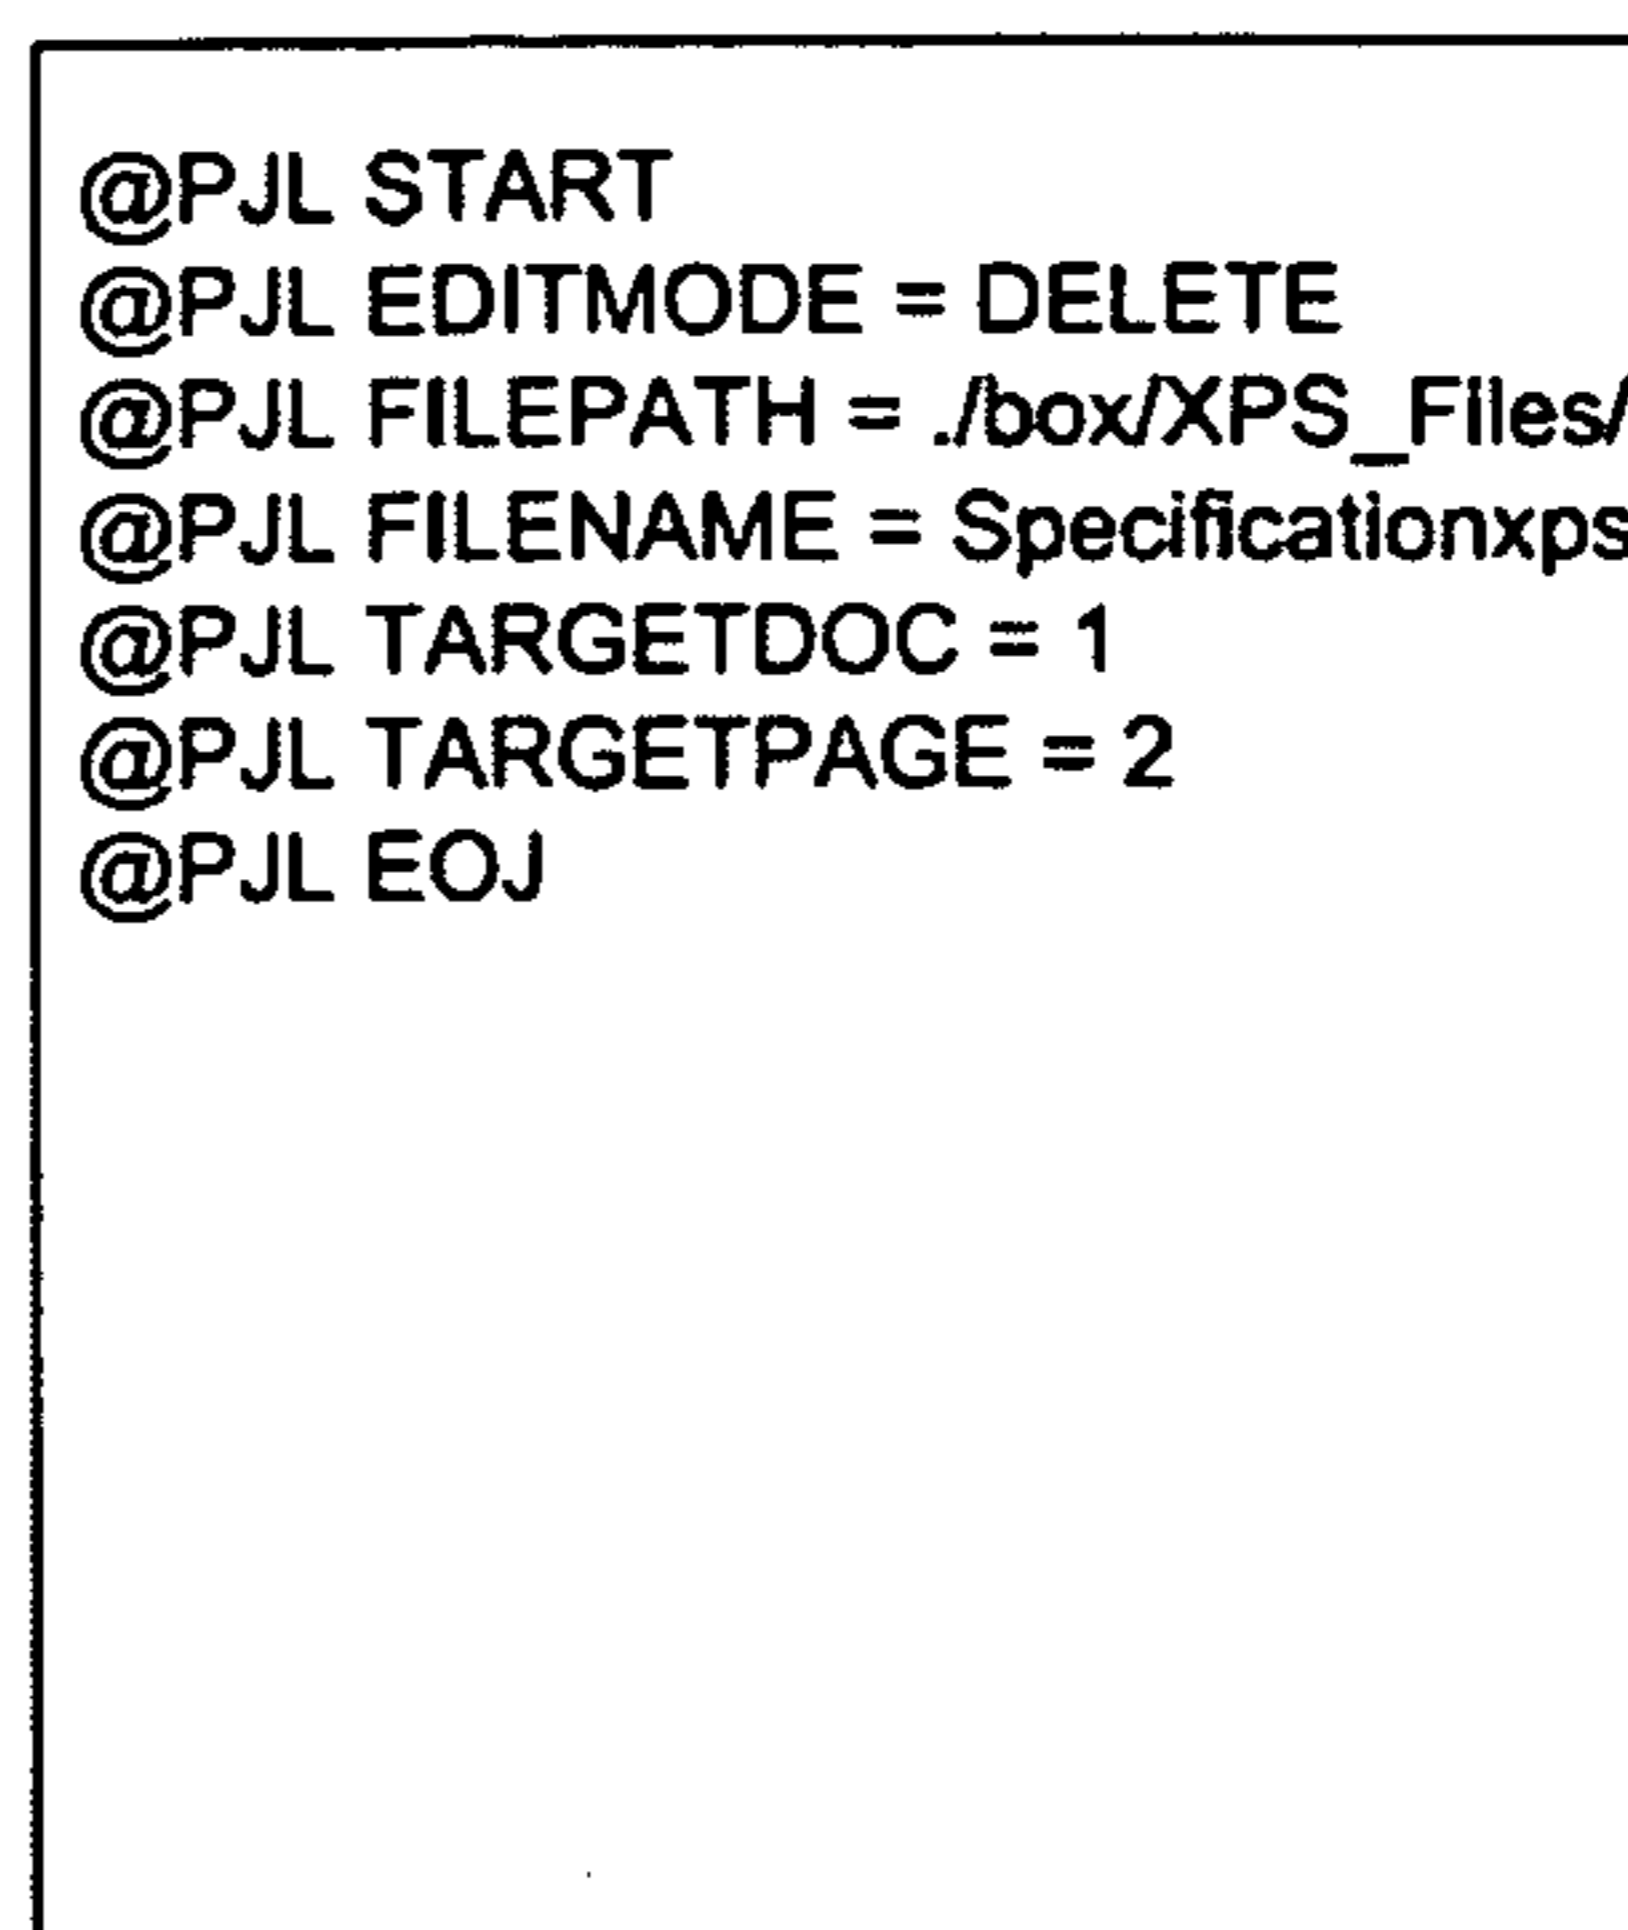 @PJL START
@PJL EDITMODE = DELETE
@PJL FILEPATH = ./box/XPS_Files/
@PJL FILENAME = Specificationxps
@PJL TARGETDOC = 1
@PJL TARGETPAGE = 2
@PJL EOJ